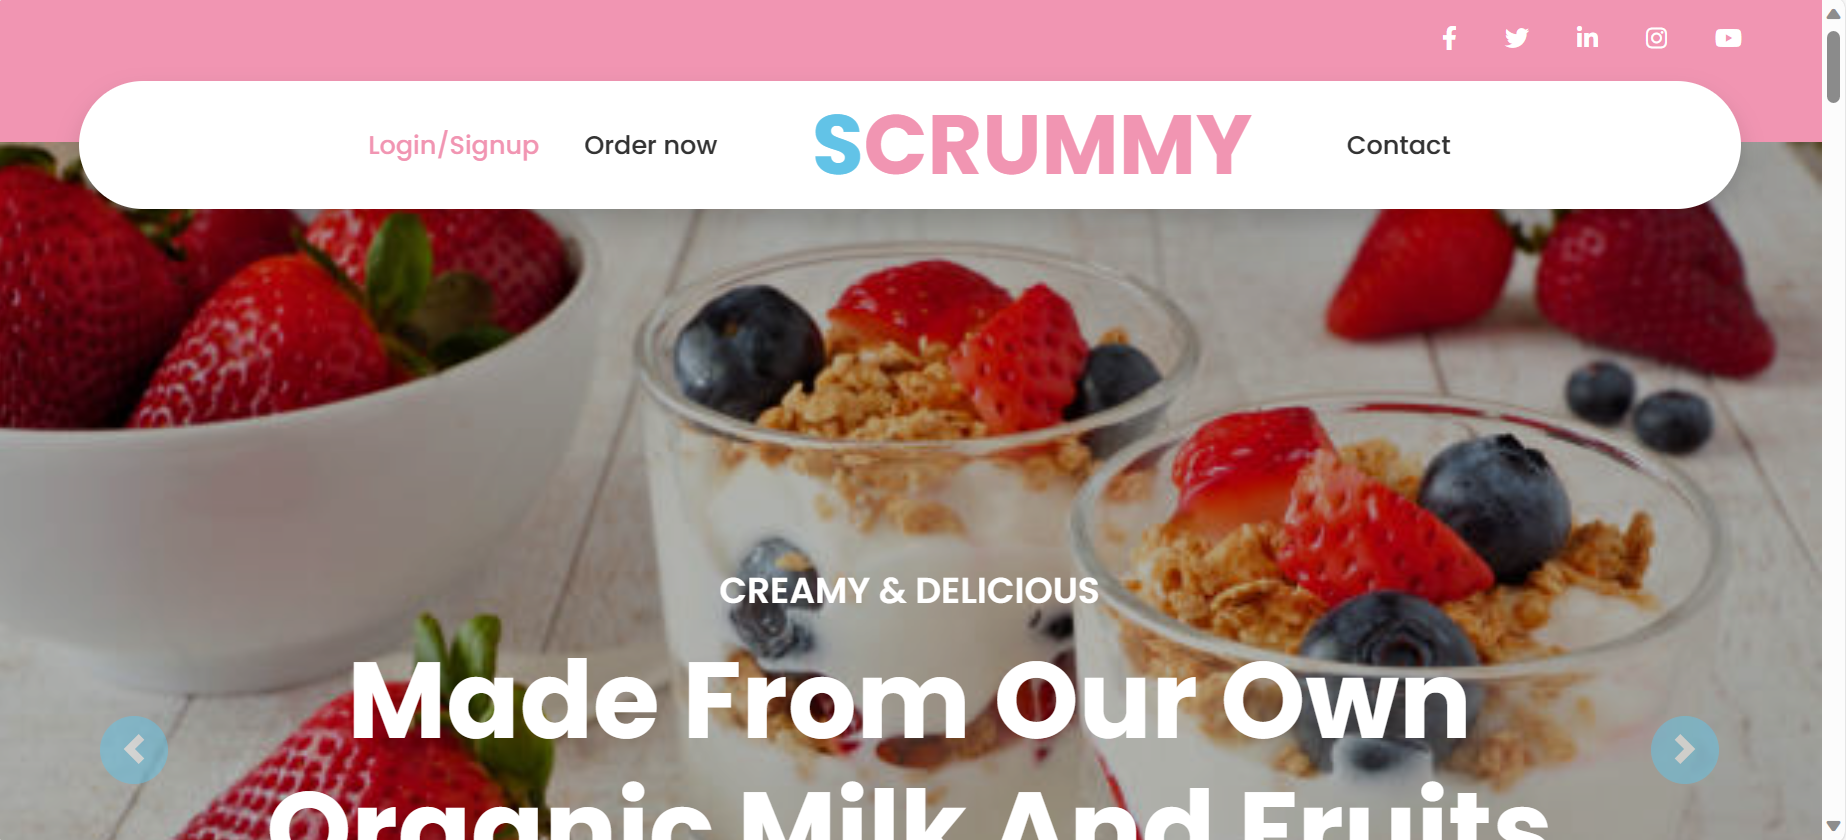 Login/Signup Order now SCRUMMY Contact
CREAMY & DELICIOUS
Made From Our Own
Organic Milk And Fruits